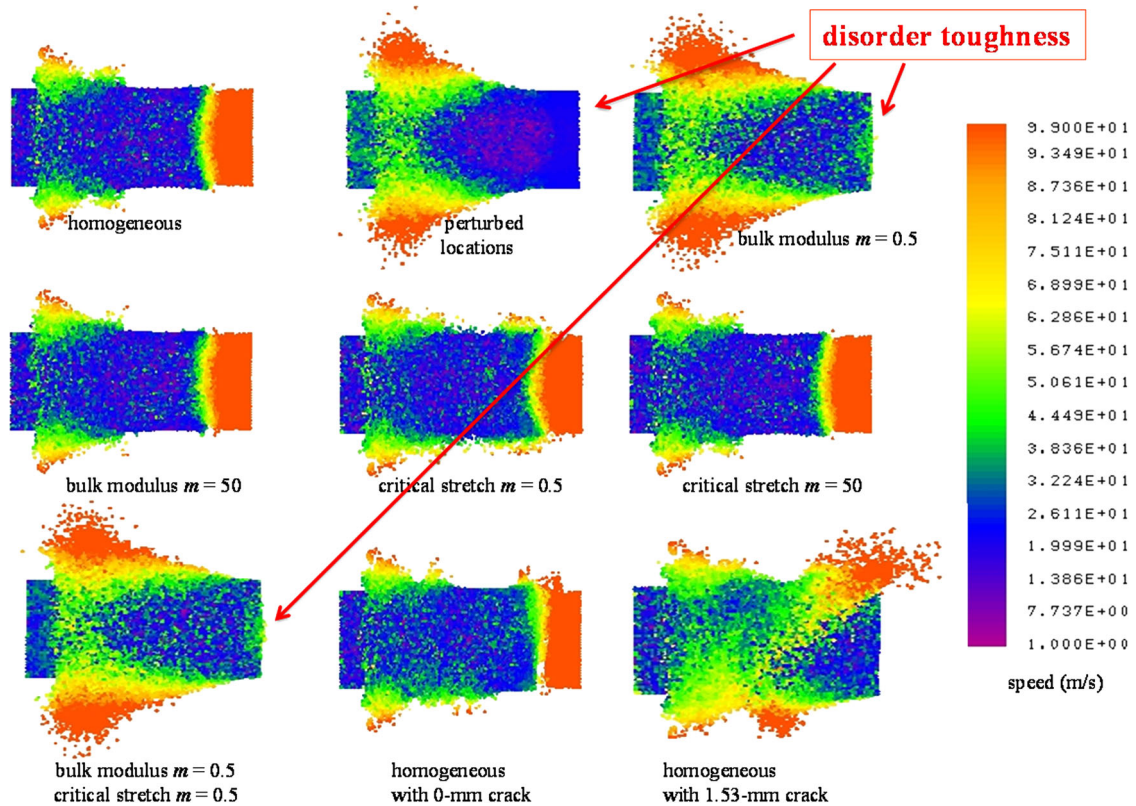 disorder toughness
homogeneous
perturbed
locations
bulk modulus m = 0.5
bulk modulus m = 50
critical stretch m = 0.5
critical stretch m = 50
bulk modulus m = 0.5
critical stretch m = 0.5
homogeneous
with 0-mm crack
homogeneous
with 1.53-mm crack
9.900E+01
9.349E+01
8.736E+01
8.124E+01
7.511E+01
6.899E+01
6.286E+01
5.674E+01
5.061E+01
4.449E+01
3.836E+01
3.224E+01
2.611E+01
1.999E+01
1.386E+01
7.737E+00
1.000E+00
speed (m/s)